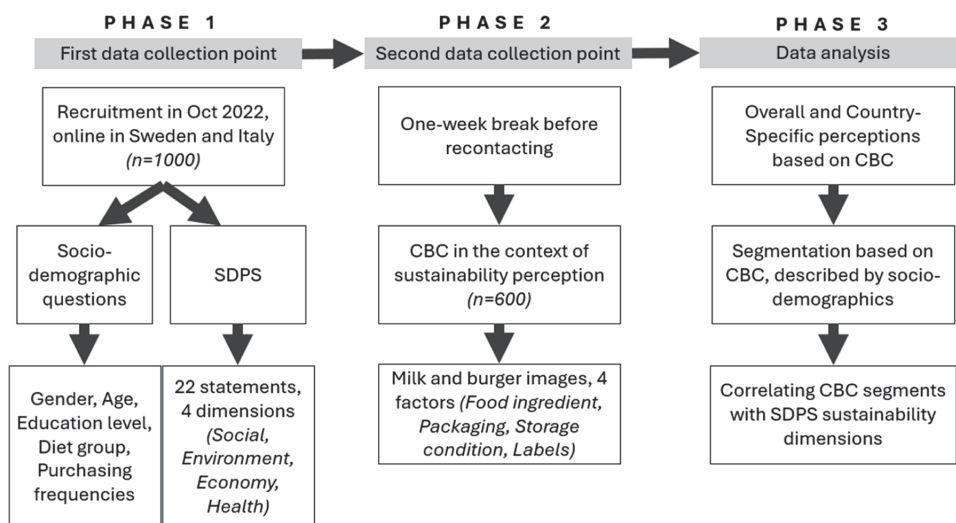 PHASE 1
First data collection point
Recruitment in Oct 2022,
online in Sweden and Italy
(n=1000)
Socio-
demographic
questions
SDPS
Gender, Age,
Education level,
Diet group,
Purchasing
frequencies
22 statements,
4 dimensions
(Social,
Environment,
Economy,
Health)
PHASE 2
Second data collection point
One-week break before
recontacting
CBC in the context of
sustainability perception
(n=600)
Milk and burger images, 4
factors (Food ingredient,
Packaging, Storage
condition, Labels)
PHASE 3
Data analysis
Overall and Country-
Specific perceptions
based on CBC
Segmentation based on
CBC, described by socio-
demographics
Correlating CBC segments
with SDPS sustainability
dimensions